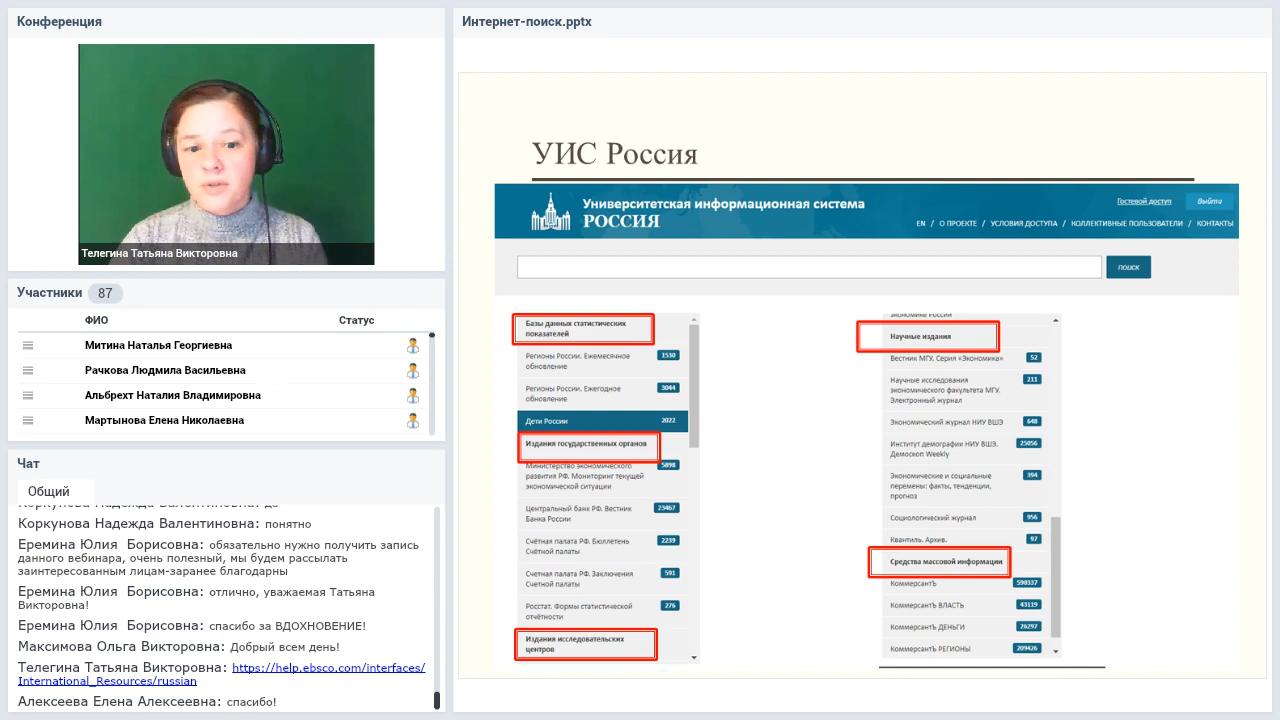 Конференция
Телегина Татьяна Викторовна
Участники 87
ФИО Статус
Митина Наталья Георгиевна
Рачкова Людмила Васильевна
Альбрехт Наталия Владимировна
Мартынова Елена Николаевна
Чат
Общий
Коркунова Надежда Валентиновна: да
Коркунова Надежда Валентиновна: понятно
Еремина Юлия Борисовна: обязательно нужно получить запись
данного вебинара, очень полезный, мы будем рассылать
заинтересованым лицам-заранее благодарны
Еремина Юлия Борисовна: отлично, уважаемая Татьяна
Викторовна!
Еремина Юлия Борисовна: спасибо за ВДОХНОВЕНИЕ!
Максимова Ольга Викторовна: Добрый всем день!
Телегина Татьяна Викторовна: https://help.ebsco.com/interfaces/
International_Resources/russian
Алексеева Елена Алексеевна: спасибо!
Интернет-поиск.pptx
УИС Россия
Университетская информационная система
РОССИЯ
Гостевой доступ Выйти
EN / О ПРОЕКТЕ / УСЛОВИЯ ДОСТУПА / КОЛЛЕКТИВНЫЕ ПОЛЬЗОВАТЕЛИ / КОНТАКТЫ
поиск
Базы данных статистических
показателей
Регионы России. Ежемесячное
обновление 1530
Регионы России. Ежегодное
обновление 3044
Дети России 2022
Издания государственных органов
Министерство экономического
развития РФ. Мониторинг текущей
экономической ситуации 5898
Центральный банк РФ. Вестник
Банка России 23467
Счётная палата РФ. Бюллетень
Счётной палаты 2239
Счетная палата РФ. Заключения
Счетной палаты 591
Росстат. Формы статистической
отчётности 276
Издания исследовательских
центров
экономике России
Научные издания
Вестник МГУ. Серия «Экономика» 52
Научные исследования
экономического факультета МГУ.
Электронный журнал 211
Экономический журнал НИУ ВШЭ 648
Институт демографии НИУ ВШЭ.
Демоскоп Weekly 25056
Экономические и социальные
перемены: факты, тенденции,
прогноз 394
Социологический журнал 956
Квантиль. Архив. 97
Средства массовой информации
КоммерсантЪ 590337
КоммерсантЪ ВЛАСТЬ 43119
КоммерсантЪ ДЕНЬГИ 26297
КоммерсантЪ РЕГИОНЫ 209426